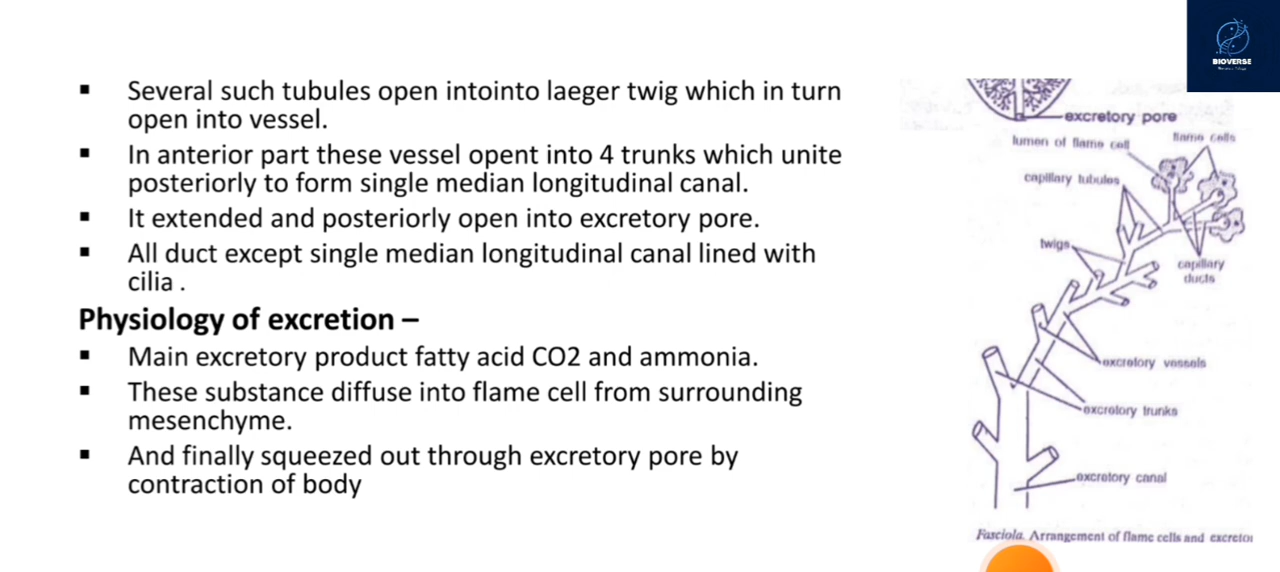 BIOVERSE
▪ Several such tubules open intointo laeger twig which in turn
open into vessel.
▪ In anterior part these vessel opent into 4 trunks which unite
posteriorly to form single median longitudinal canal.
▪ It extended and posteriorly open into excretory pore.
▪ All duct except single median longitudinal canal lined with
cilia .
Physiology of excretion –
▪ Main excretory product fatty acid CO2 and ammonia.
▪ These substance diffuse into flame cell from surrounding
mesenchyme.
▪ And finally squeezed out through excretory pore by
contraction of body
excretory pore
lumen of flame cell
flame cells
capillary tubules
twigs
capillary
ducts
excretory vessels
excretory trunks
excretory canal
Fasciola. Arrangement of flame cells and excretor